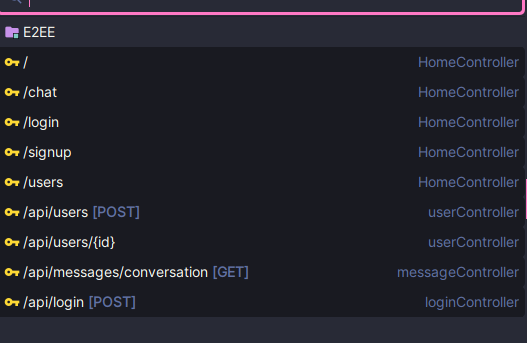 E2EE
/ HomeController
/chat HomeController
/login HomeController
/signup HomeController
/users HomeController
/api/users [POST] userController
/api/users/{id} userController
/api/messages/conversation [GET] messageController
/api/login [POST] loginController